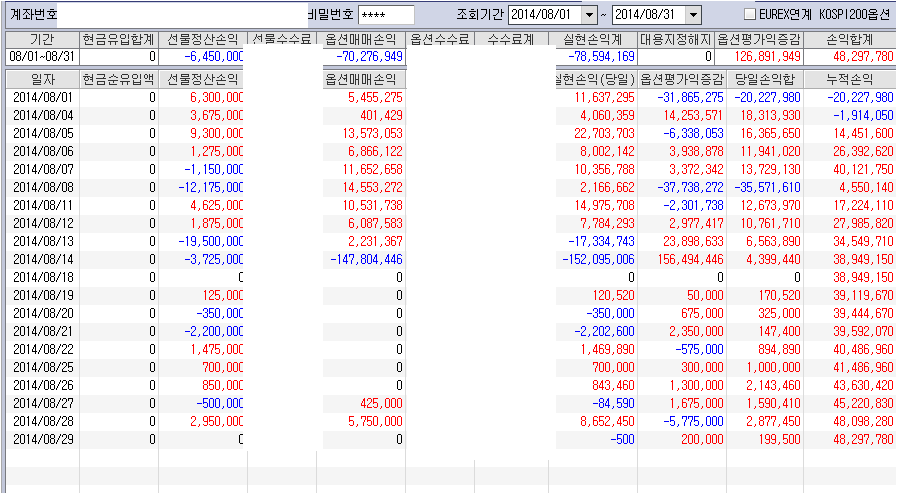 계좌번호 비밀번호 **** 조회기간 2014/08/01 ~ 2014/08/31 EUREX연계 KOSPI200옵션
기간 현금유입합계 선물정산손익 선물수수료 옵션매매손익 옵션수수료 수수료계 실현손익계 대용지정해지 옵션평가익증감 손익합계
08/01-08/31 0 -6,450,000 -70,276,949 -78,594,169 0 126,891,949 48,297,780
일자 현금순유입액 선물정산손익 옵션매매손익 실현손익(당일) 옵션평가익증감 당일손익합 누적손익
2014/08/01 0 6,300,000 5,455,275 11,637,295 -31,865,275 -20,227,980 -20,227,980
2014/08/04 0 3,675,000 401,429 4,060,359 14,253,571 18,313,930 -1,914,050
2014/08/05 0 9,300,000 13,573,053 22,703,703 -6,338,053 16,365,650 14,451,600
2014/08/06 0 1,275,000 6,866,122 8,002,142 3,938,878 11,941,020 26,392,620
2014/08/07 0 -1,150,000 11,652,658 10,356,788 3,372,342 13,729,130 40,121,750
2014/08/08 0 -12,175,000 14,553,272 2,166,662 -37,738,272 -35,571,610 4,550,140
2014/08/11 0 4,625,000 10,531,738 14,975,708 -2,301,738 12,673,970 17,224,110
2014/08/12 0 1,875,000 6,087,583 7,784,293 2,977,417 10,761,710 27,985,820
2014/08/13 0 -19,500,000 2,231,367 -17,334,743 23,898,633 6,563,890 34,549,710
2014/08/14 0 -3,725,000 -147,804,446 -152,095,006 156,494,446 4,399,440 38,949,150
2014/08/18 0 0 0 0 0 0 38,949,150
2014/08/19 0 125,000 0 120,520 50,000 170,520 39,119,670
2014/08/20 0 -350,000 0 -350,000 675,000 325,000 39,444,670
2014/08/21 0 -2,200,000 0 -2,202,600 2,350,000 147,400 39,592,070
2014/08/22 0 1,475,000 0 1,469,890 -575,000 894,890 40,486,960
2014/08/25 0 700,000 0 700,000 300,000 1,000,000 41,486,960
2014/08/26 0 850,000 0 843,460 1,300,000 2,143,460 43,630,420
2014/08/27 0 -500,000 425,000 -84,590 1,675,000 1,590,410 45,220,830
2014/08/28 0 2,950,000 5,750,000 8,652,450 -5,775,000 2,877,450 48,098,280
2014/08/29 0 0 0 -500 200,000 199,500 48,297,780